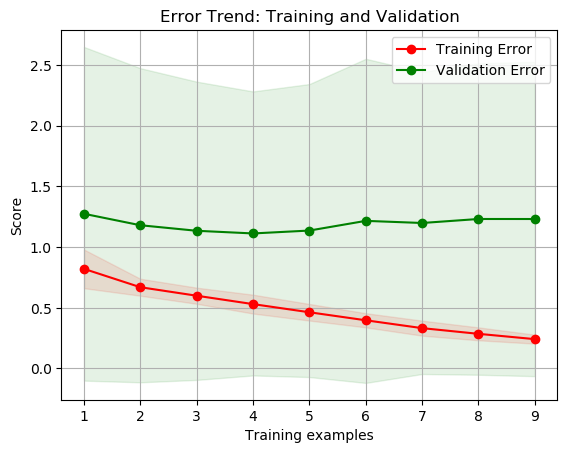 Error Trend: Training and Validation
Training Error
Validation Error
Score
2.5
2.0
1.5
1.0
0.5
0.0
1 2 3 4 5 6 7 8 9
Training examples